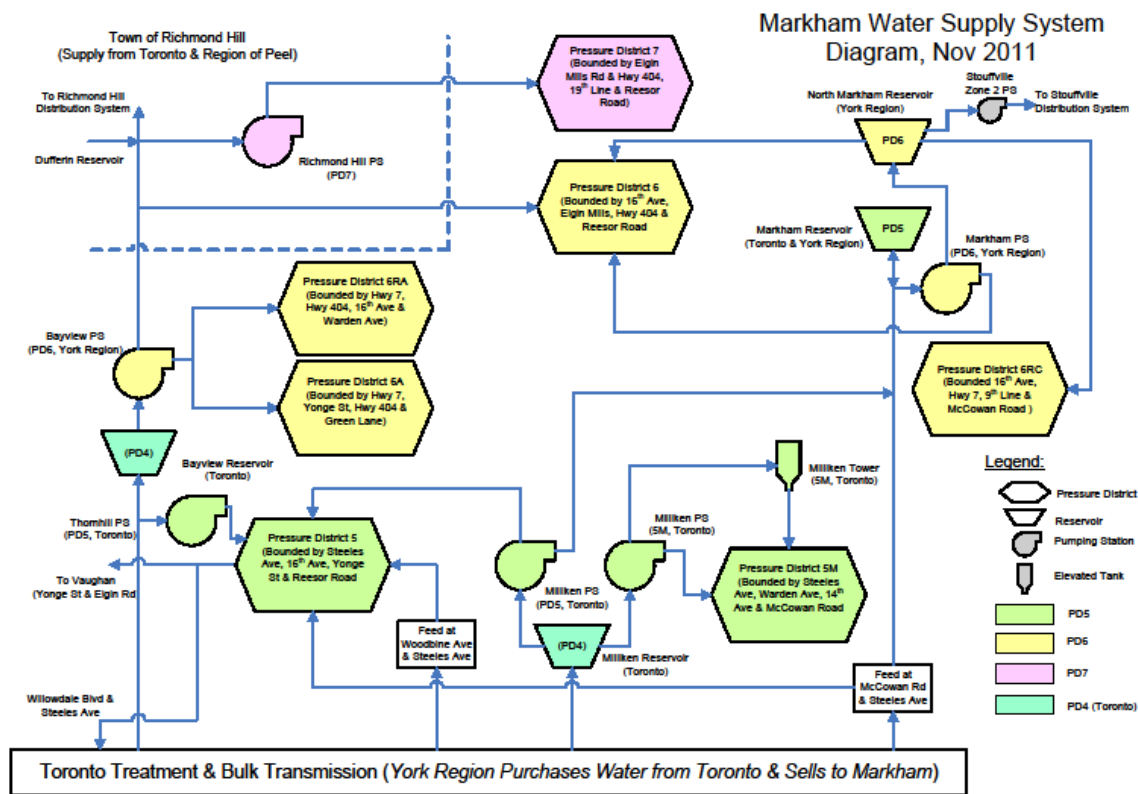 Town of Richmond Hill
(Supply from Toronto & Region of Peel)
Markham Water Supply System
Diagram, Nov 2011
To Richmond Hill
Distribution System
Dufferin Reservoir
Richmond Hill PS
(PD7)
Pressure District 7
(Bounded by Elgin
Mills Rd & Hwy 404,
19th Line & Reesor
Road)
North Markham Reservoir
(York Region)
PD6
Stouffville
Zone 2 PS
To Stouffville
Distribution System
Pressure District 6
(Bounded by 16th Ave,
Elgin Mills, Hwy 404 &
Reesor Road
Markham Reservoir
(Toronto & York Region)
PD5
Markham PS
(PD6, York Region)
Pressure District 6RA
(Bounded by Hwy 7,
Hwy 404, 16th Ave &
Warden Ave)
Bayview PS
(PD6, York Region)
Pressure District 6A
(Bounded by Hwy 7,
Yonge St, Hwy 404 &
Green Lane)
Pressure District 6RC
(Bounded 16th Ave,
Hwy 7, 9th Line &
McCowan Road )
(PD4)
Bayview Reservoir
(Toronto)
Thornhill PS
(PD5, Toronto)
Pressure District 5
(Bounded by Steeles
Ave, 16th Ave, Yonge
St & Reesor Road)
To Vaughan
(Yonge St & Elgin Rd
Milliken PS
(PD5, Toronto)
Milliken PS
(5M, Toronto)
Milliken Tower
(5M, Toronto)
Pressure District 5M
(Bounded by Steeles
Ave, Warden Ave, 14th
Ave & McCowan Road)
Feed at
Woodbine Ave
& Steeles Ave
(PD4)
Milliken Reservoir
(Toronto)
Feed at
McCowan Rd
& Steeles Ave
Willowdale Blvd &
Steeles Ave
Legend:
Pressure District
Reservoir
Pumping Station
Elevated Tank
PD5
PD6
PD7
PD4 (Toronto)
Toronto Treatment & Bulk Transmission (York Region Purchases Water from Toronto & Sells to Markham)